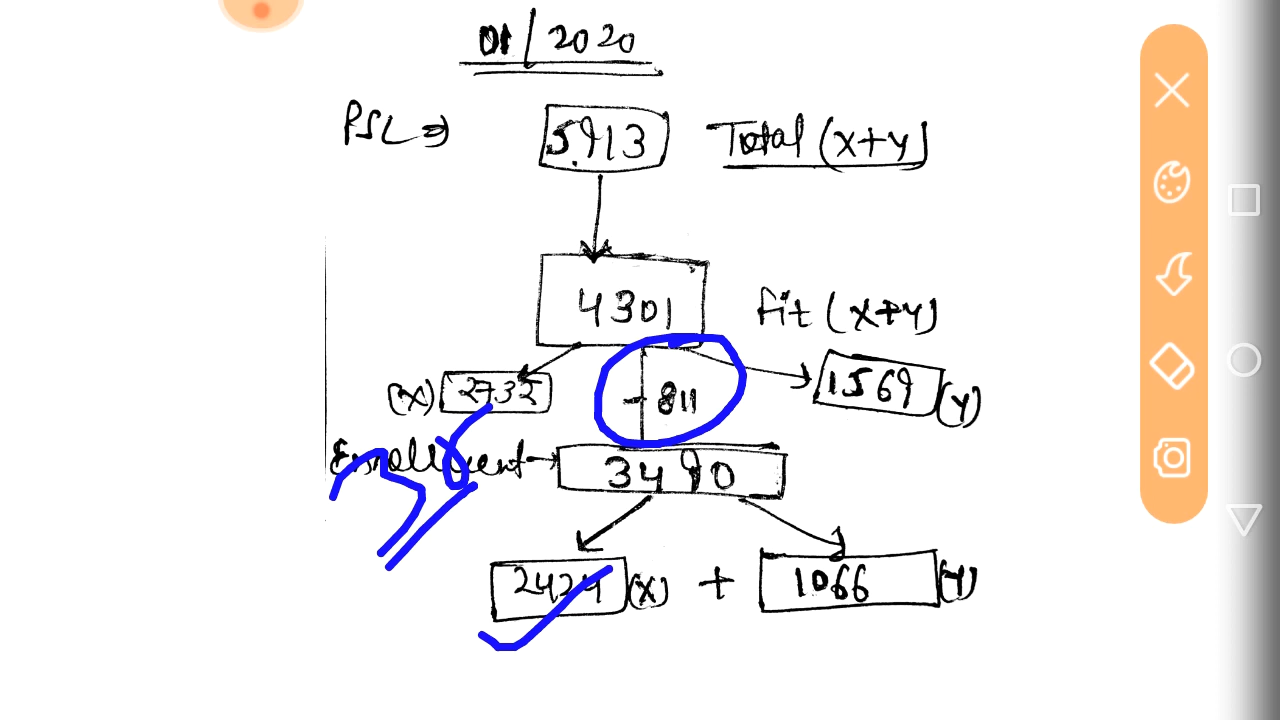 01/2020
PSL ⇒ 5913 Total (x+y)
4301 fit (x+y)
(x) 2732 - 811 1569 (y)
Enrollment → 3490
2424 (x) + 1066 (y)